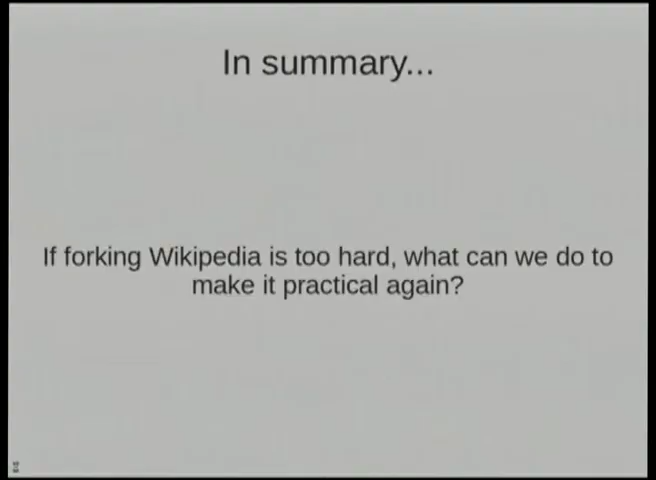 In summary...
If forking Wikipedia is too hard, what can we do to
make it practical again?